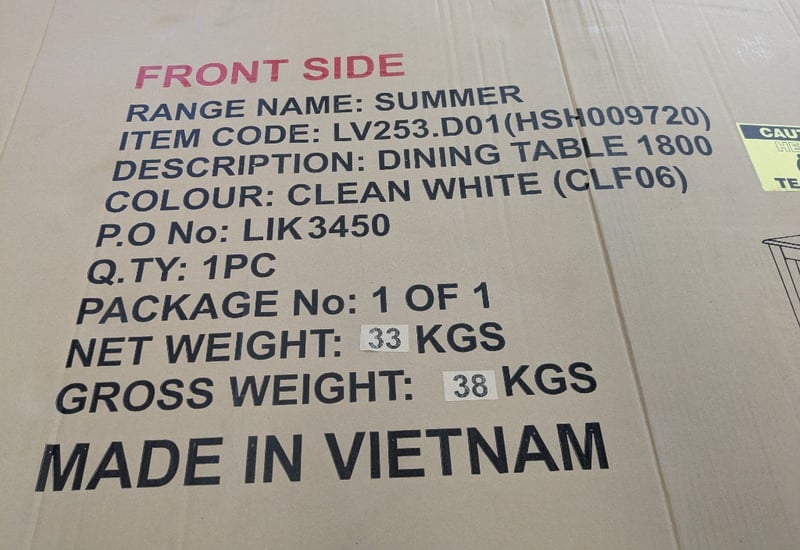 FRONT SIDE
RANGE NAME: SUMMER
ITEM CODE: LV253.D01(HSH009720)
DESCRIPTION: DINING TABLE 1800
COLOUR: CLEAN WHITE (CLF06)
P.O No: LIK3450
Q.TY: 1PC
PACKAGE No: 1 OF 1
NET WEIGHT: 33 KGS
GROSS WEIGHT: 38 KGS
MADE IN VIETNAM